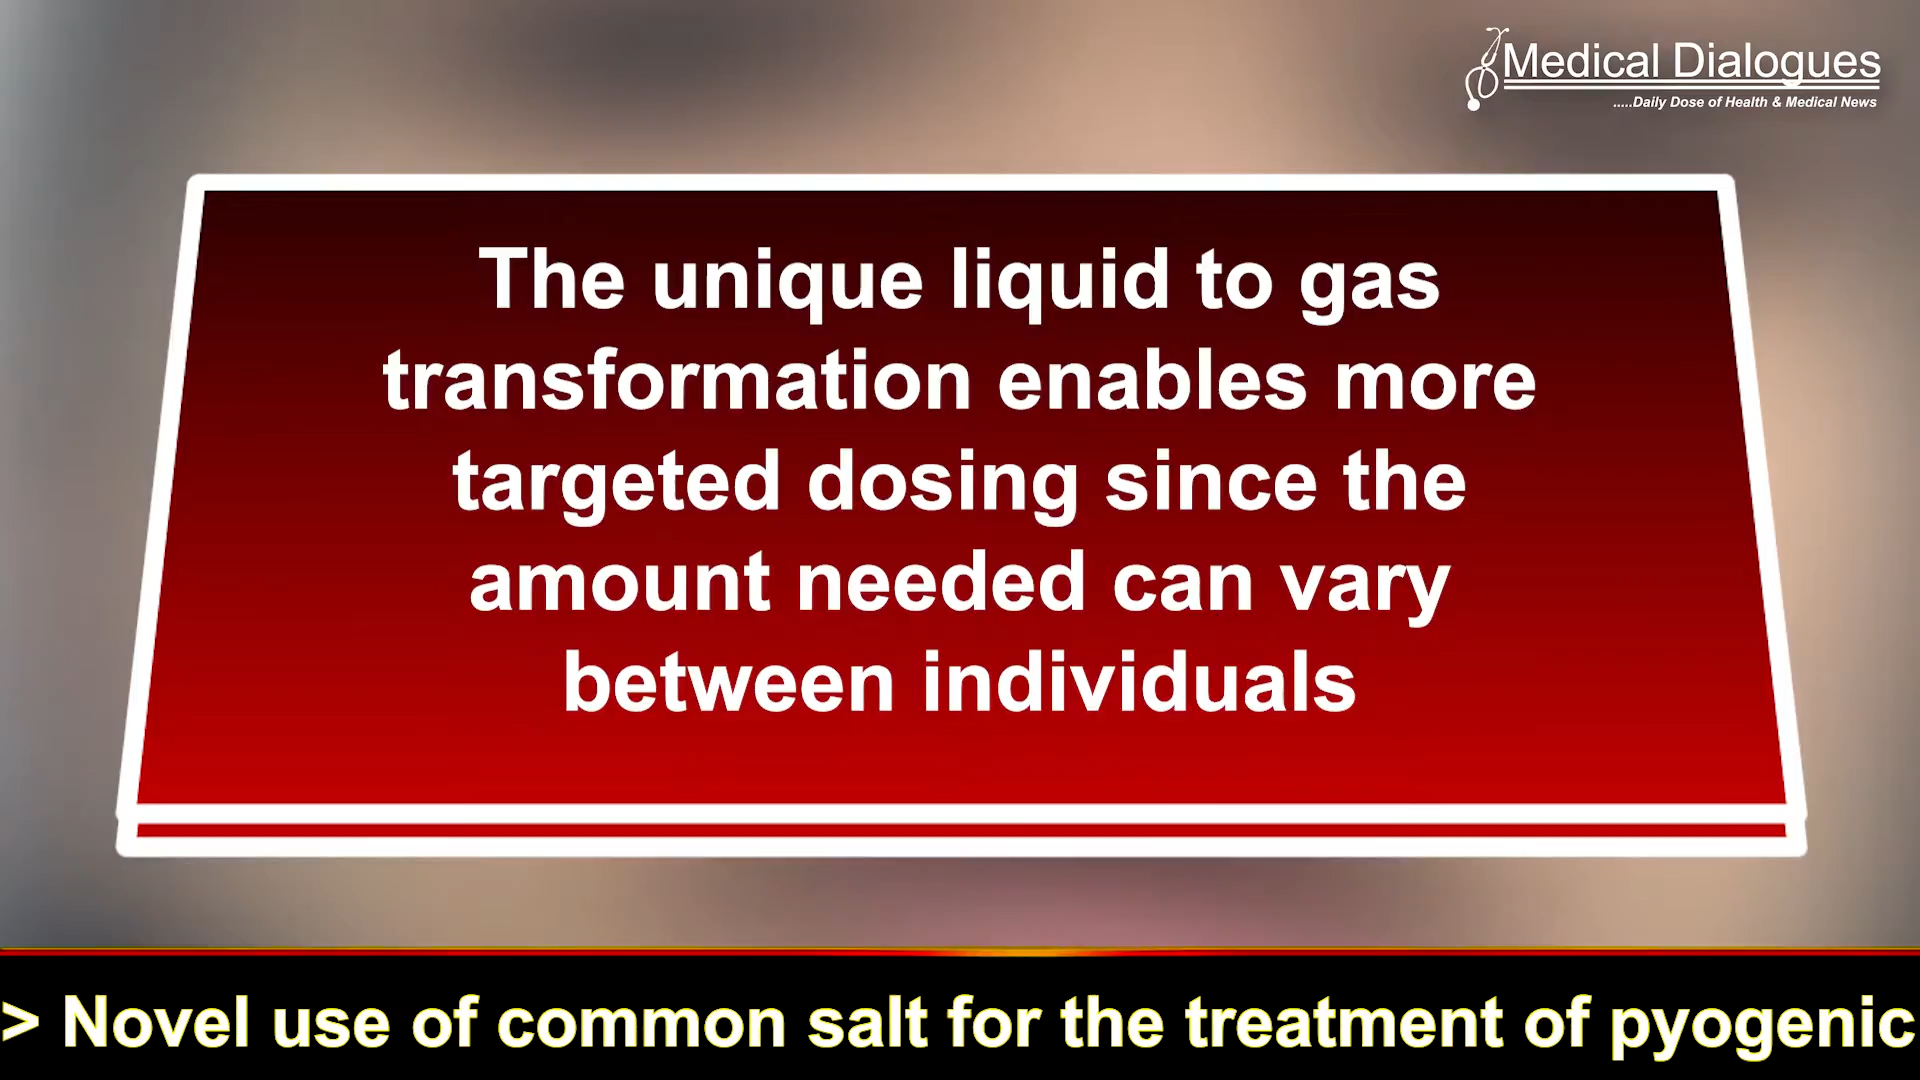 Medical Dialogues
.....Daily Dose of Health & Medical News
The unique liquid to gas
transformation enables more
targeted dosing since the
amount needed can vary
between individuals
> Novel use of common salt for the treatment of pyogenic